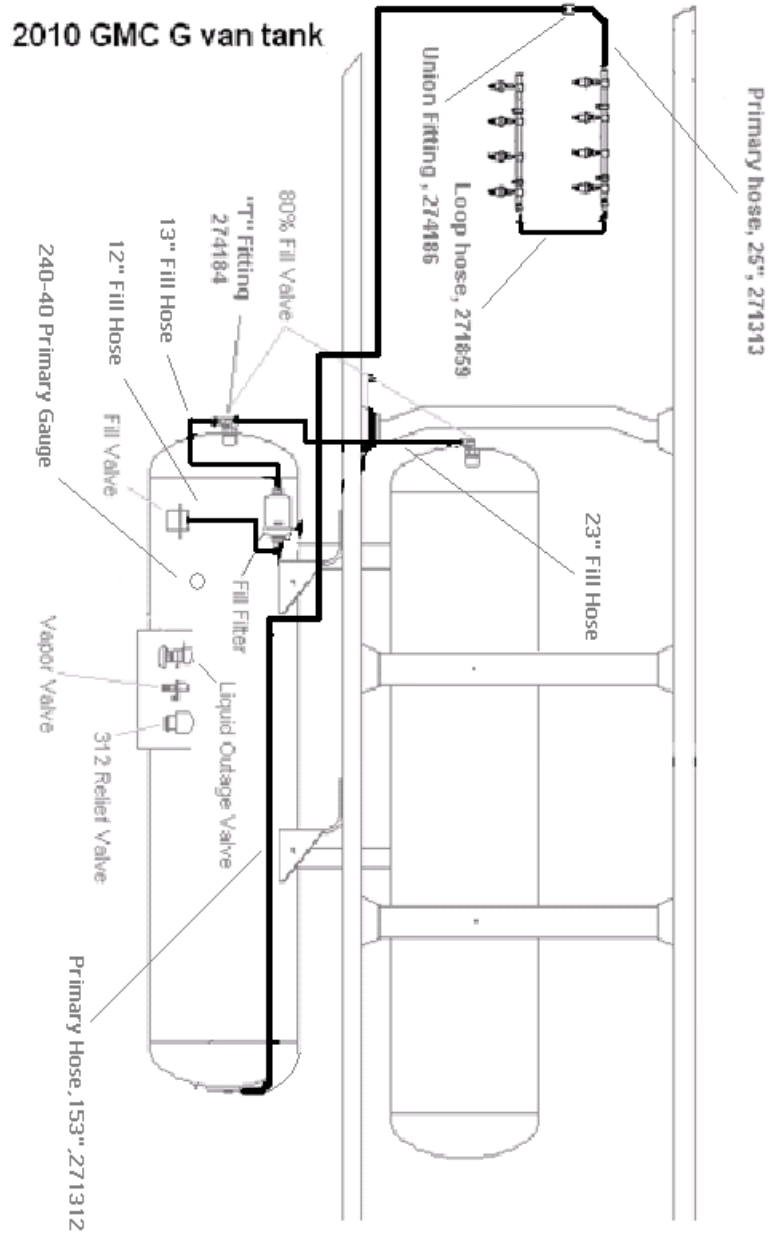 2010 GMC G van tank
Primary hose, 25", 271313
Union Fitting , 274186
Loop hose, 271859
80% Fill Valve
"T" Fitting
274184
13" Fill Hose
12" Fill Hose
240-40 Primary Gauge
Fill Valve
23" Fill Hose
Fill Filter
Liquid Outage Valve
Vapor Valve
312 Relief Valve
Primary Hose, 153" ,271312